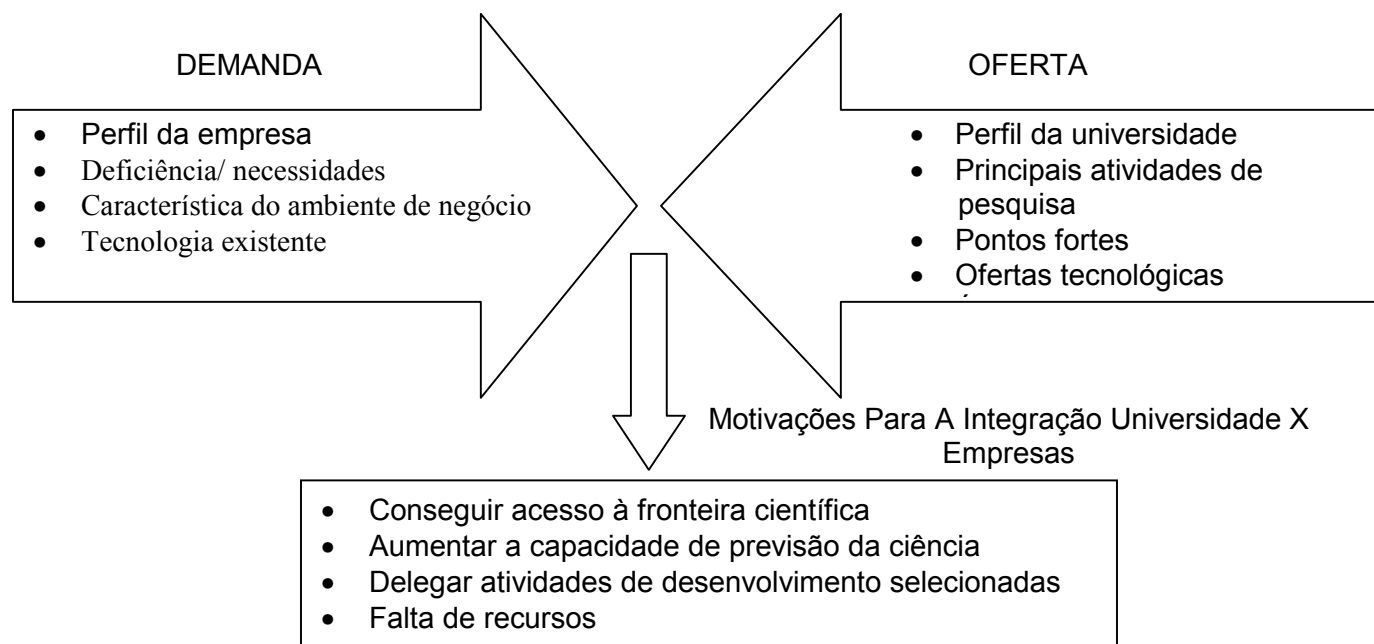 DEMANDA
• Perfil da empresa
• Deficiência/ necessidades
• Característica do ambiente de negócio
• Tecnologia existente
OFERTA
• Perfil da universidade
• Principais atividades de
pesquisa
• Pontos fortes
• Ofertas tecnológicas
Motivações Para A Integração Universidade X
Empresas
• Conseguir acesso à fronteira científica
• Aumentar a capacidade de previsão da ciência
• Delegar atividades de desenvolvimento selecionadas
• Falta de recursos